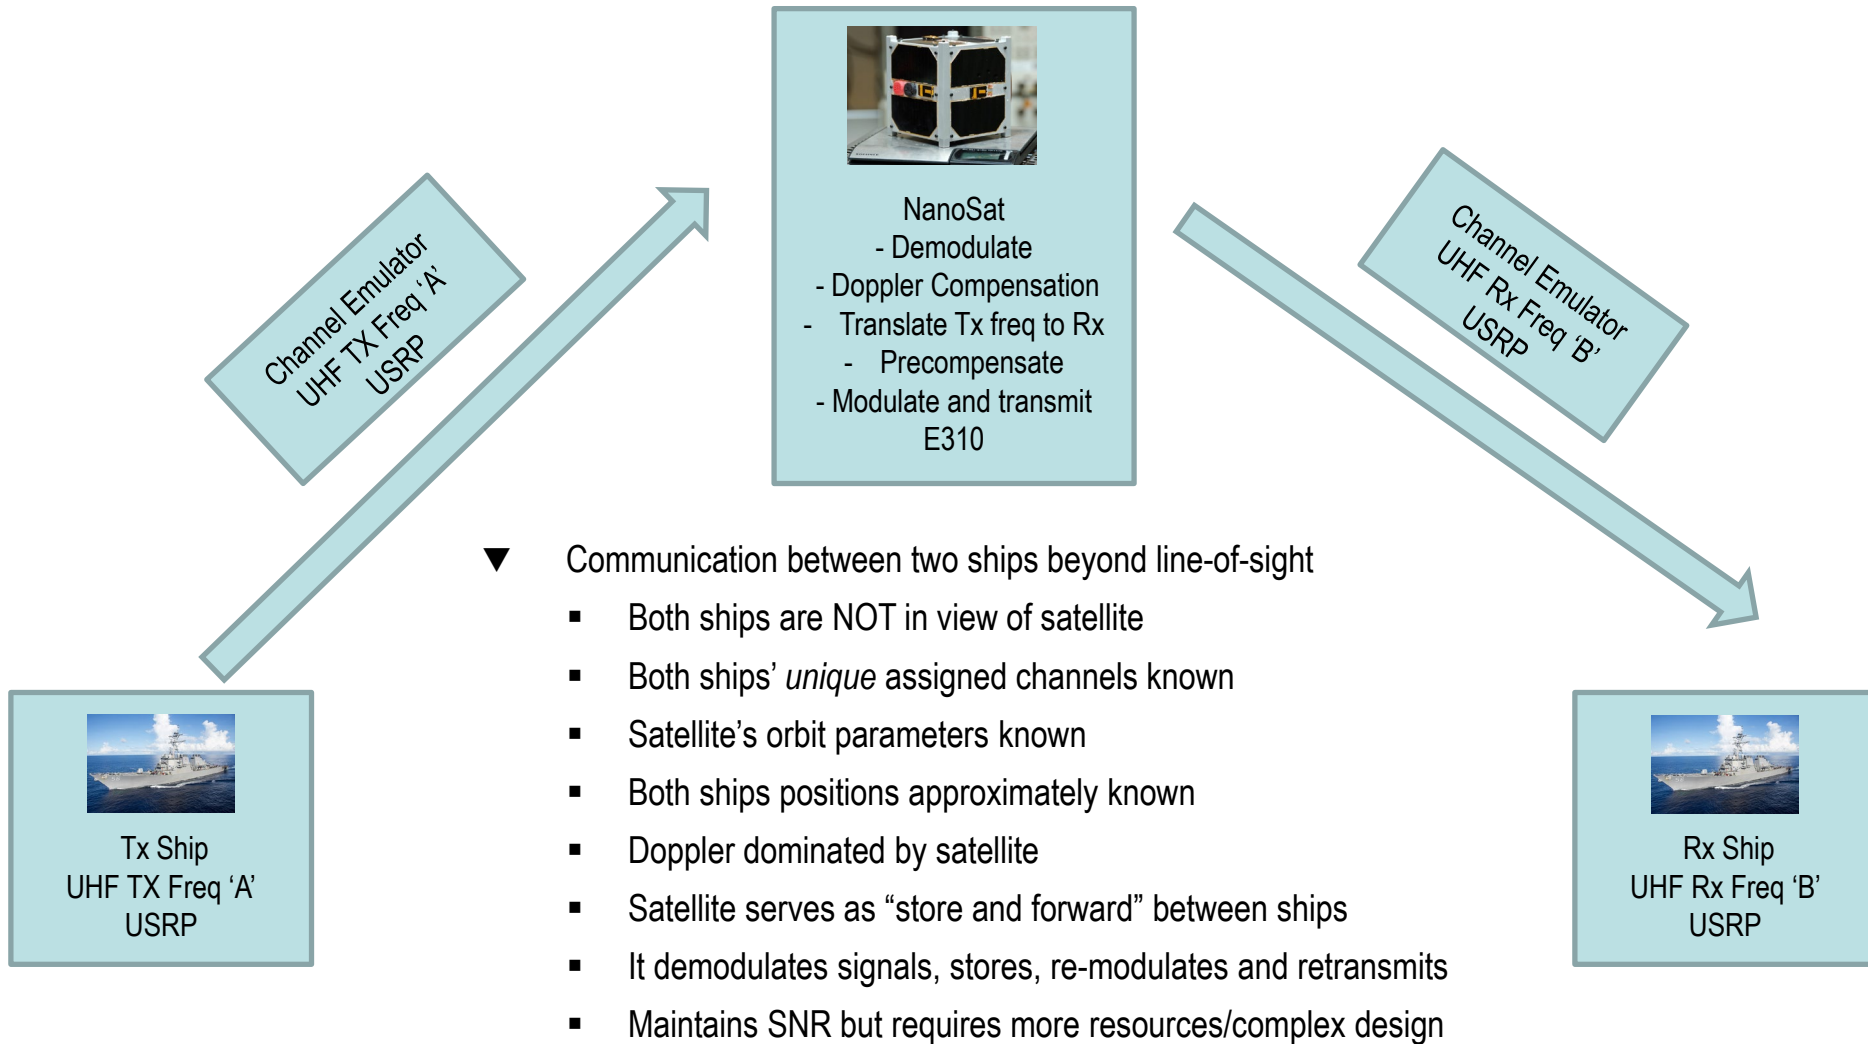 NanoSat
- Demodulate
- Doppler Compensation
- Translate Tx freq to Rx
- Precompensate
- Modulate and transmit
E310
Channel Emulator
UHF TX Freq ‘A’
USRP
Channel Emulator
UHF Rx Freq ‘B’
USRP
▼ Communication between two ships beyond line-of-sight
▪ Both ships are NOT in view of satellite
▪ Both ships’ unique assigned channels known
▪ Satellite’s orbit parameters known
▪ Both ships positions approximately known
▪ Doppler dominated by satellite
▪ Satellite serves as “store and forward” between ships
▪ It demodulates signals, stores, re-modulates and retransmits
▪ Maintains SNR but requires more resources/complex design
Tx Ship
UHF TX Freq ‘A’
USRP
Rx Ship
UHF Rx Freq ‘B’
USRP